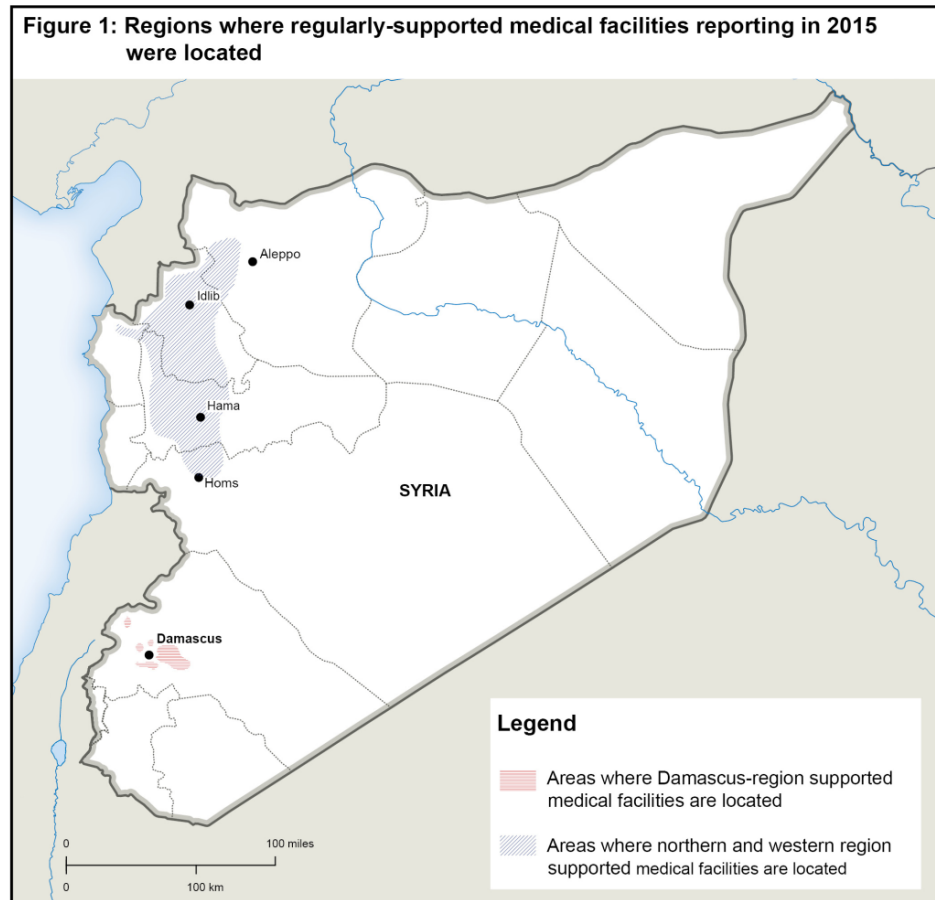 Figure 1: Regions where regularly-supported medical facilities reporting in 2015
were located
Aleppo
Idlib
Hama
Homs
SYRIA
Damascus
Legend
Areas where Damascus-region supported
medical facilities are located
Areas where northern and western region
supported medical facilities are located
0 100 miles
0 100 km